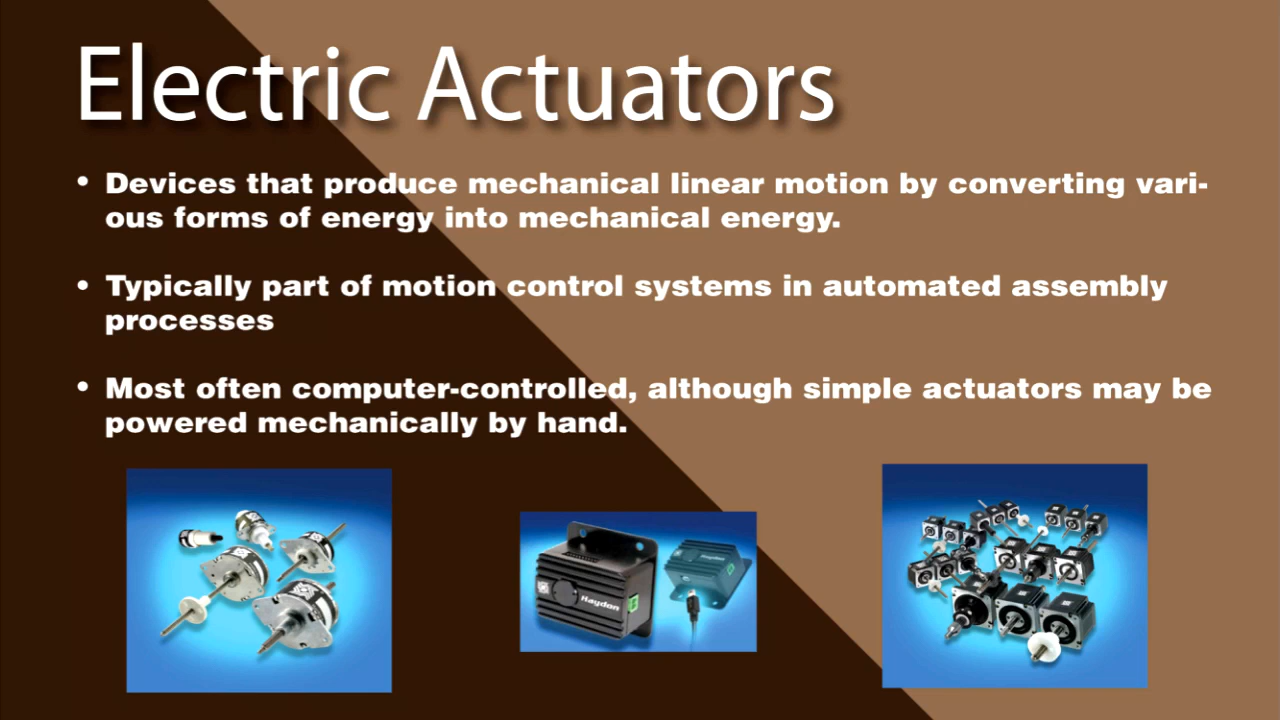 Electric Actuators
• Devices that produce mechanical linear motion by converting vari-
ous forms of energy into mechanical energy.
• Typically part of motion control systems in automated assembly
processes
• Most often computer-controlled, although simple actuators may be
powered mechanically by hand.
Haydon
Haydon